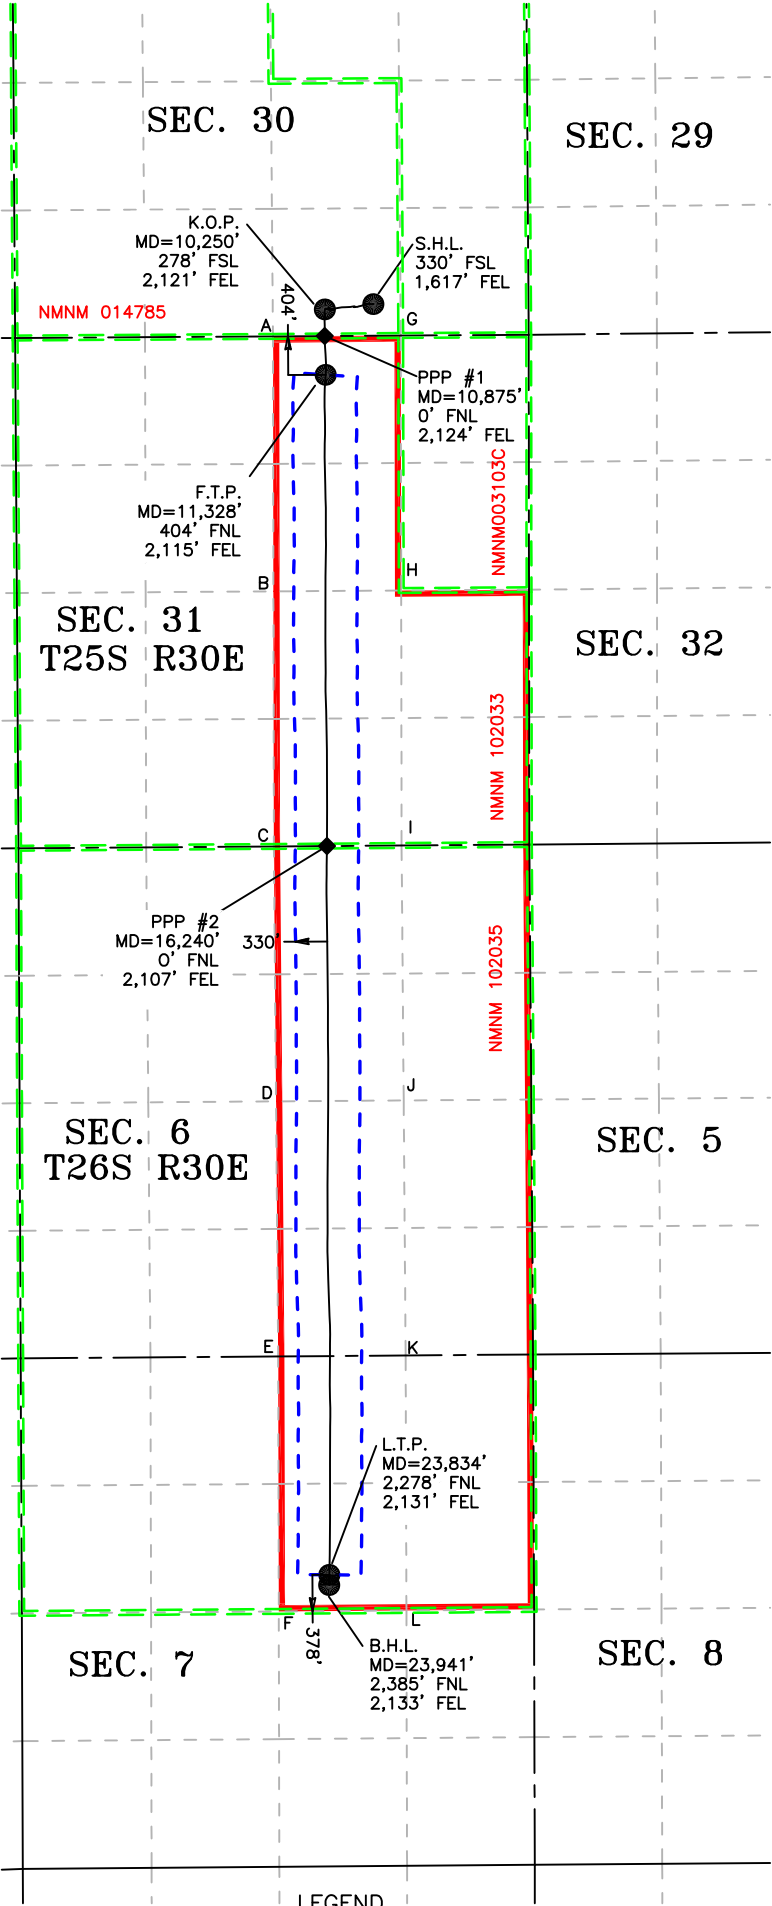 SEC. 30
SEC. 29
K.O.P.
MD=10,250'
278' FSL
2,121' FEL
S.H.L.
330' FSL
1,617' FEL
404'
NMNM 014785
A
G
PPP #1
MD=10,875'
0' FNL
2,124' FEL
F.T.P.
MD=11,328'
404' FNL
2,115' FEL
NMNM003103C
B
H
SEC. 31
T25S R30E
SEC. 32
NMNM 102033
C
I
PPP #2
MD=16,240'
0' FNL
2,107' FEL
330'
NMNM 102035
D
J
SEC. 6
T26S R30E
SEC. 5
E
K
L.T.P.
MD=23,834'
2,278' FNL
2,131' FEL
F
L
378'
B.H.L.
MD=23,941'
2,385' FNL
2,133' FEL
SEC. 7
SEC. 8
LEGEND